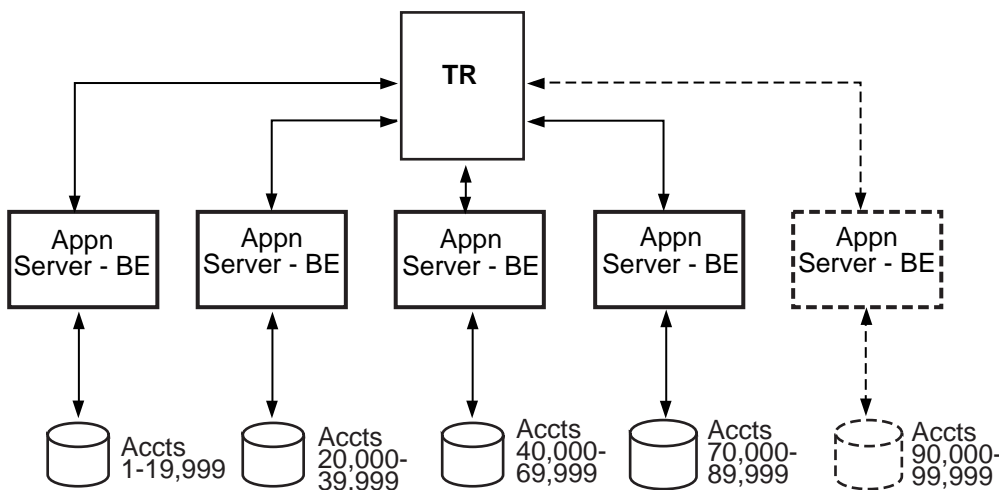 TR
Appn
Server - BE
Appn
Server - BE
Appn
Server - BE
Appn
Server - BE
Appn
Server - BE
Accts
1-19,999
Accts
20,000-
39,999
Accts
40,000-
69,999
Accts
70,000-
89,999
Accts
90,000-
99,999